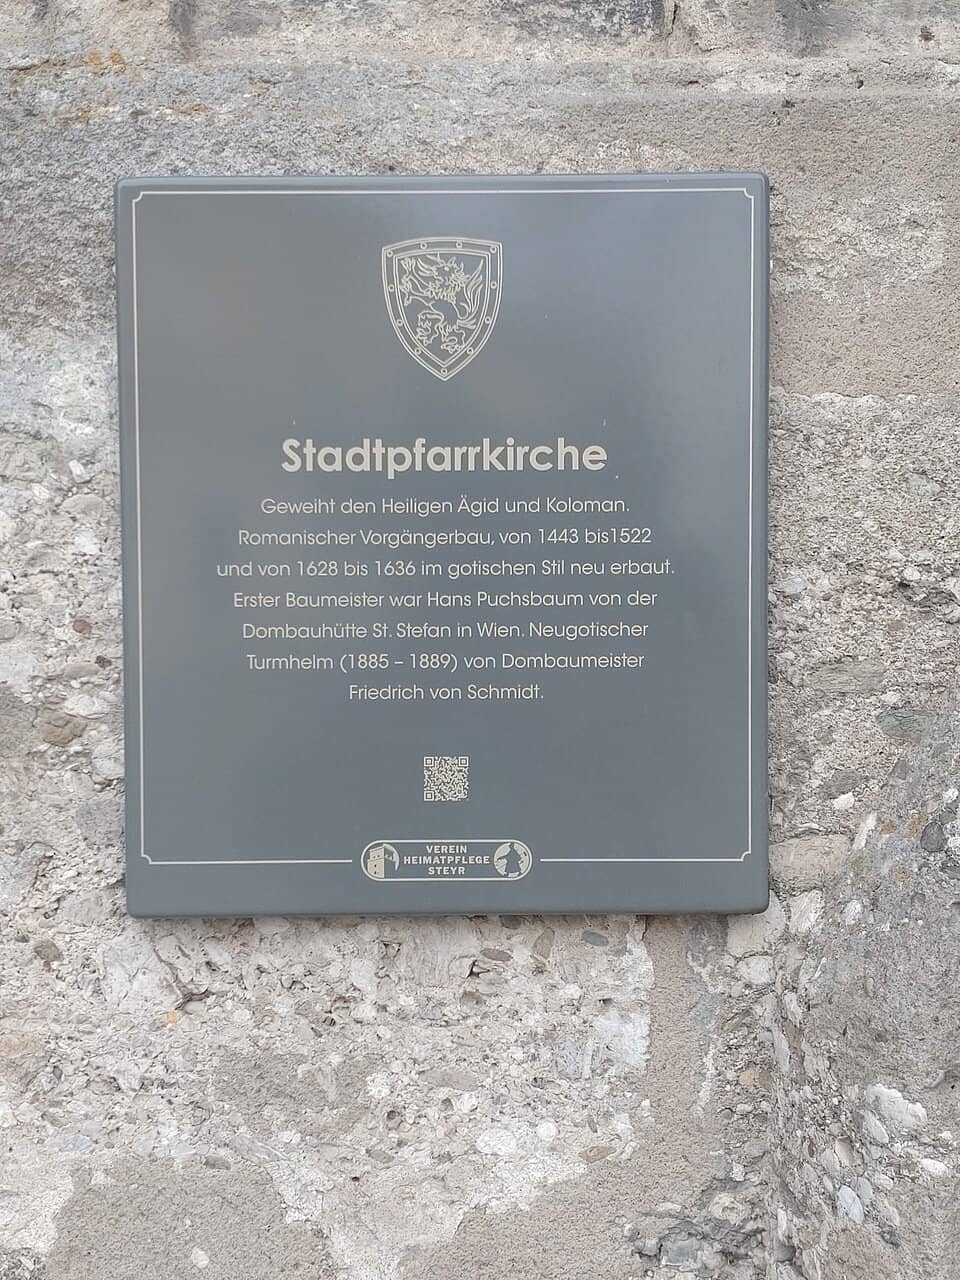 Stadtpfarrkirche
Geweiht den Heiligen Ägid und Koloman.
Romanischer Vorgängerbau, von 1443 bis1522
und von 1628 bis 1636 im gotischen Stil neu erbaut.
Erster Baumeister war Hans Puchsbaum von der
Dombauhütte St. Stefan in Wien. Neugotischer
Turmhelm (1885 – 1889) von Dombaumeister
Friedrich von Schmidt.
VEREIN
HEIMATPFLEGE
STEYR